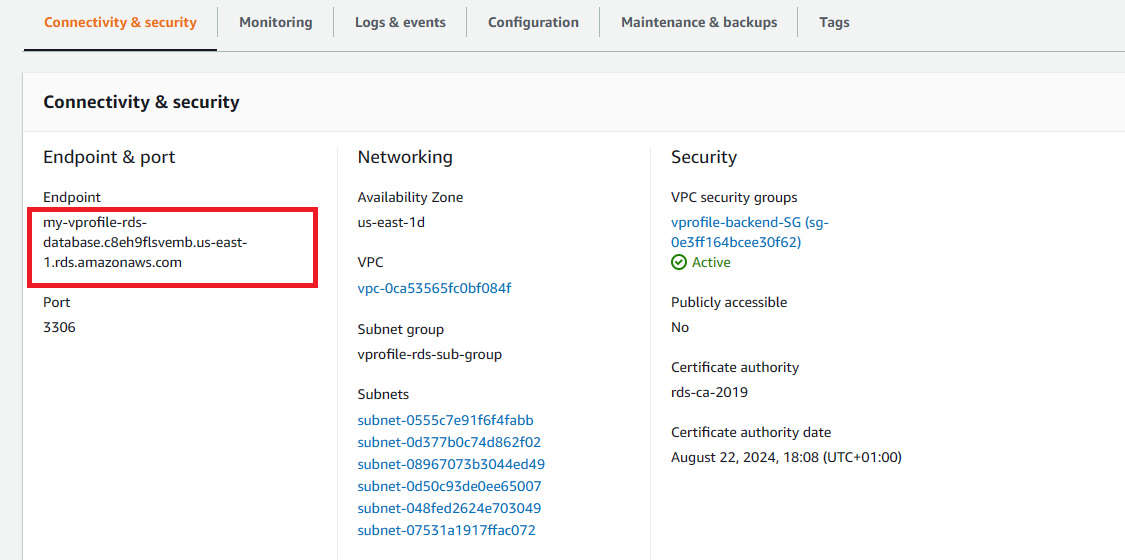 Connectivity & security
Monitoring
Logs & events
Configuration
Maintenance & backups
Tags
Connectivity & security
Endpoint & port
Endpoint
my-vprofile-rds-
database.c8eh9flsvemb.us-east-
1.rds.amazonaws.com
Port
3306
Networking
Availability Zone
us-east-1d
VPC
vpc-0ca53565fc0bf084f
Subnet group
vprofile-rds-sub-group
Subnets
subnet-0555c7e91f6f4fabb
subnet-0d377b0c74d862f02
subnet-08967073b3044ed49
subnet-0d50c93de0ee65007
subnet-048fed2624e703049
subnet-07531a1917ffac072
Security
VPC security groups
vprofile-backend-SG (sg-
0e3ff164bcee30f62)
Active
Publicly accessible
No
Certificate authority
rds-ca-2019
Certificate authority date
August 22, 2024, 18:08 (UTC+01:00)